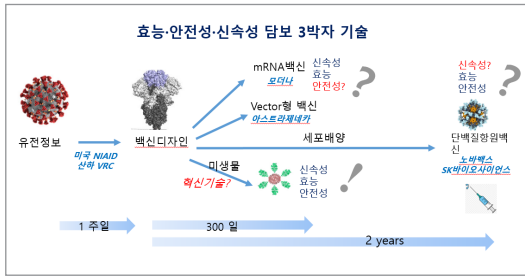 효능·안전성·신속성 담보 3박자 기술
mRNA백신
모더나
신속성
효능
안전성?
?
Vector형 백신
아스트라제네카
유전정보
미국 NIAID
산하 VRC
백신디자인
세포배양
미생물
혁신기술?
신속성
효능
안전성
!
신속성?
효능
안전성
?
단백질항원백
신
노바백스
SK바이오사이언스
1 주일
300 일
2 years